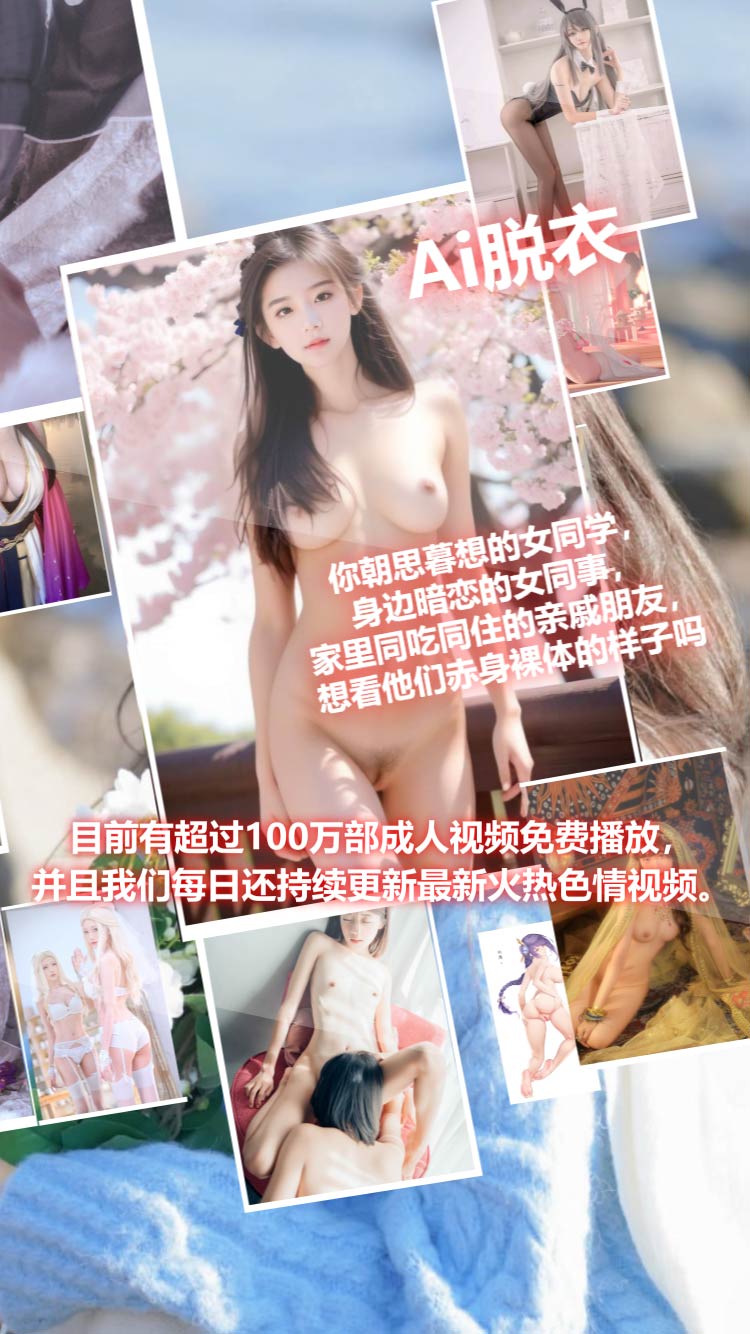 Ai脱衣
你朝思暮想的女同学，
身边暗恋的女同事，
家里同吃同住的亲戚朋友，
想看他们赤身裸体的样子吗
目前有超过100万部成人视频免费播放，
并且我们每日还持续更新最新火热色情视频。